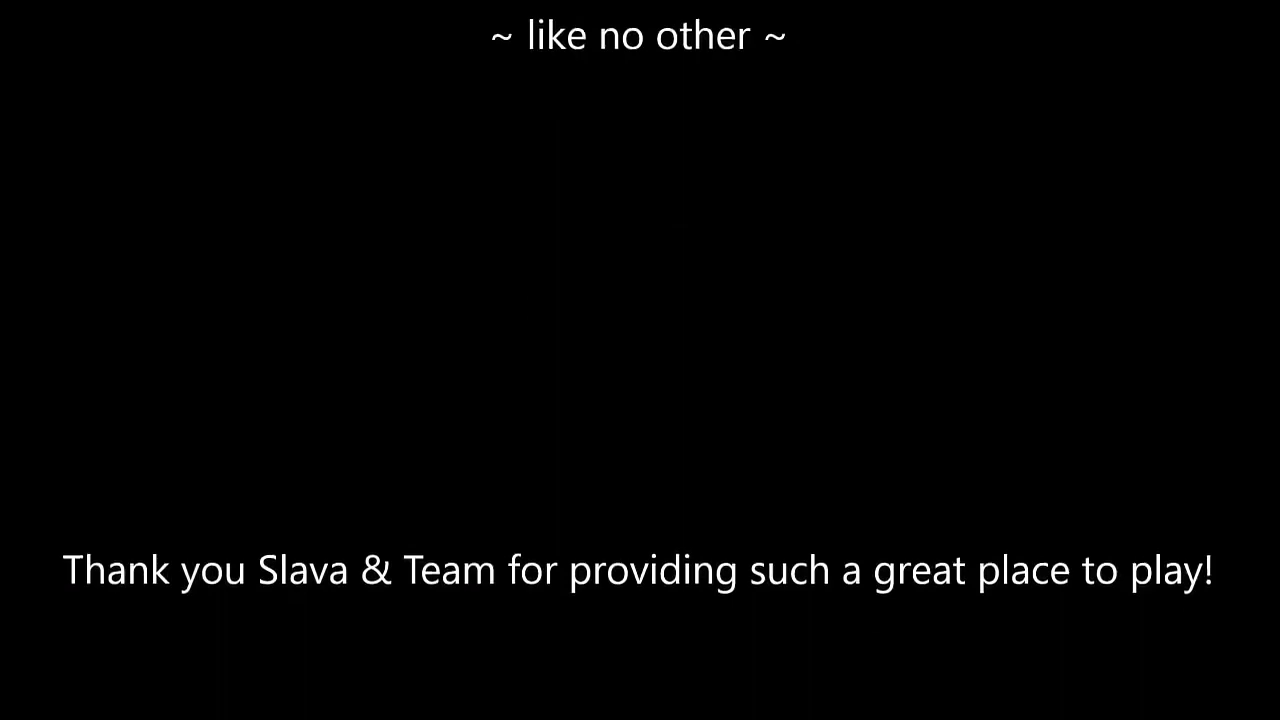 ~ like no other ~
Thank you Slava & Team for providing such a great place to play!